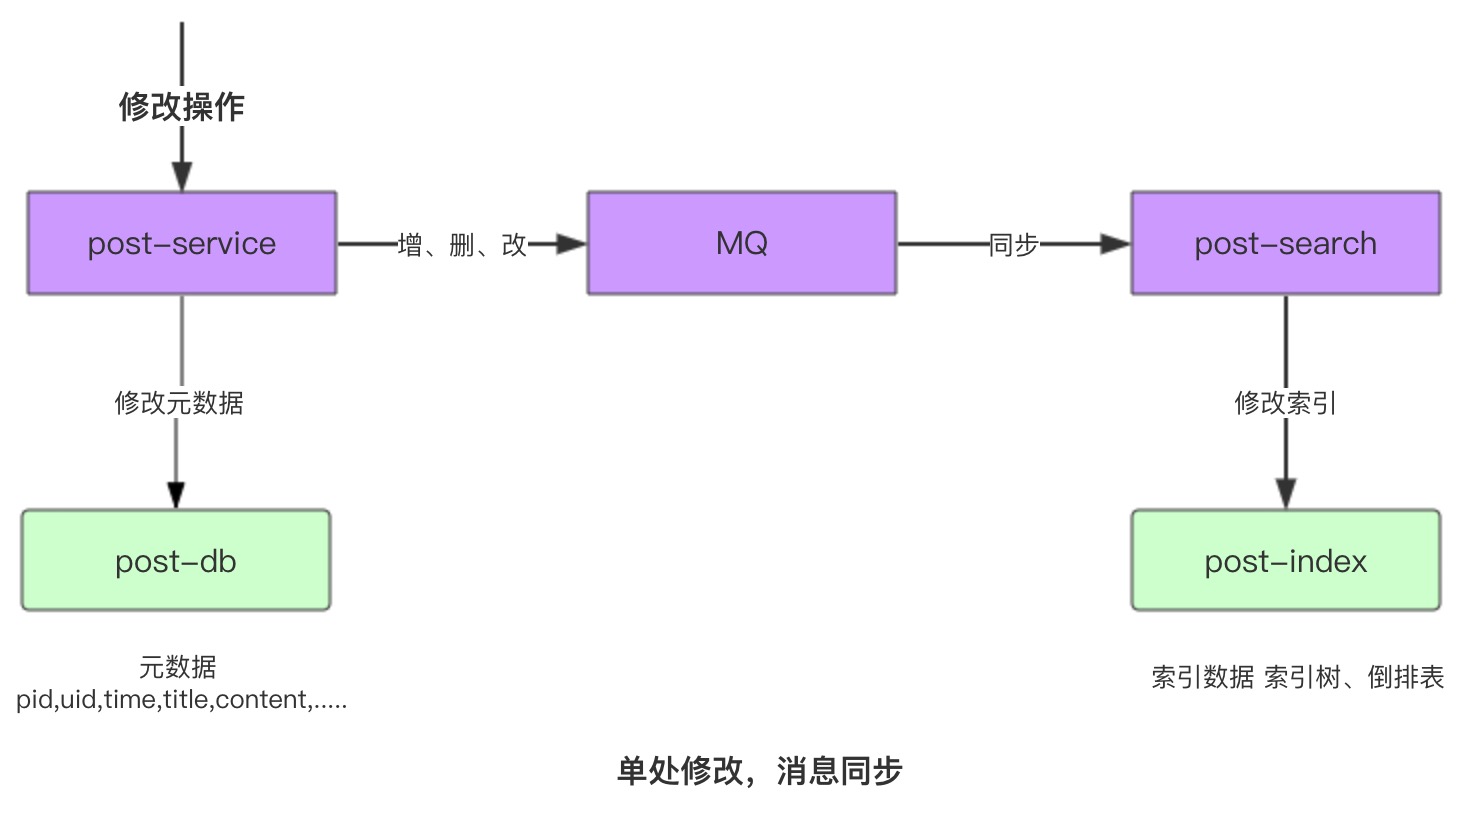 修改操作
post-service
增、删、改
MQ
同步
post-search
修改元数据
修改索引
post-db
post-index
元数据
pid,uid,time,title,content,.....
索引数据 索引树、倒排表
单处修改，消息同步